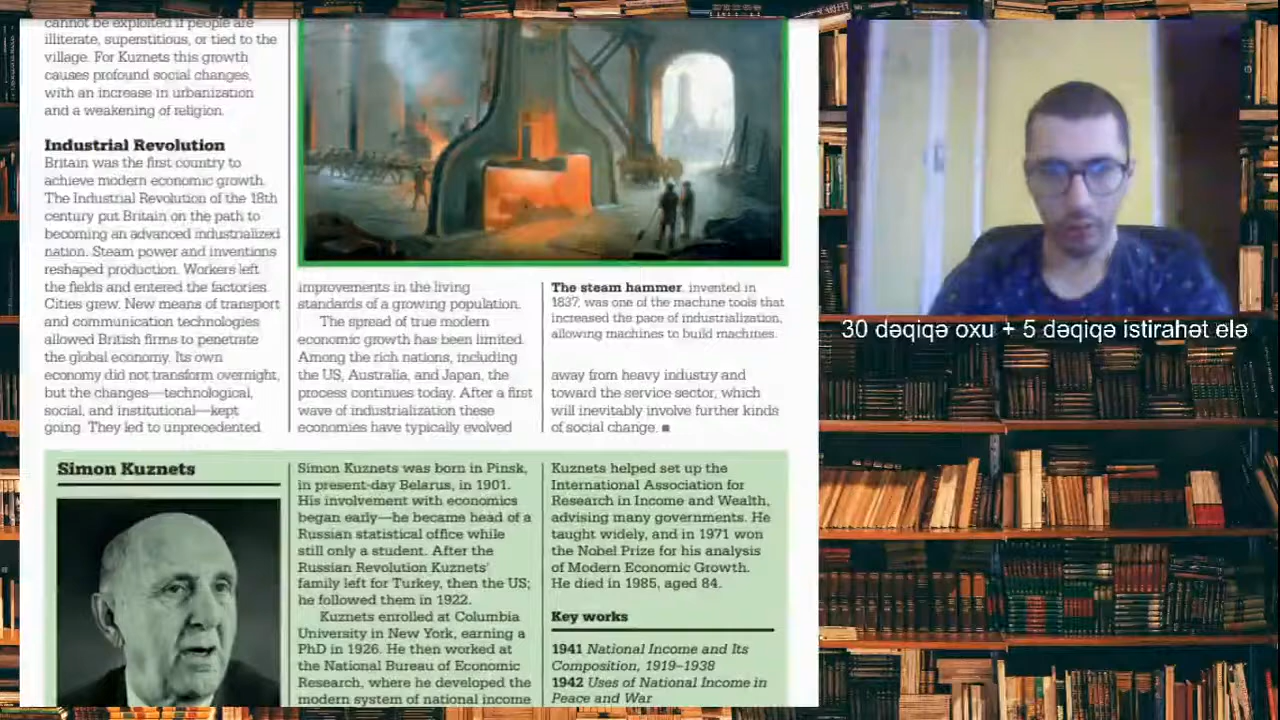 cannot be exploited if people are
illiterate, superstitious, or tied to the
village. For Kuznets this growth
causes profound social changes,
with an increase in urbanization
and a weakening of religion.
Industrial Revolution
Britain was the first country to
achieve modern economic growth.
The Industrial Revolution of the 18th
century put Britain on the path to
becoming an advanced industrialized
nation. Steam power and inventions
reshaped production. Workers left
the fields and entered the factories.
Cities grew. New means of transport
and communication technologies
allowed British firms to penetrate
the global economy. Its own
economy did not transform overnight,
but the changes—technological,
social, and institutional—kept
going. They led to unprecedented
improvements in the living
standards of a growing population.
The spread of true modern
economic growth has been limited.
Among the rich nations, including
the US, Australia, and Japan, the
process continues today. After a first
wave of industrialization these
economies have typically evolved
The steam hammer, invented in
1837, was one of the machine tools that
increased the pace of industrialization,
allowing machines to build machines.
away from heavy industry and
toward the service sector, which
will inevitably involve further kinds
of social change. ■
Simon Kuznets
Simon Kuznets was born in Pinsk,
in present-day Belarus, in 1901.
His involvement with economics
began early—he became head of a
Russian statistical office while
still only a student. After the
Russian Revolution Kuznets'
family left for Turkey, then the US;
he followed them in 1922.
Kuznets enrolled at Columbia
University in New York, earning a
PhD in 1926. He then worked at
the National Bureau of Economic
Research, where he developed the
modern system of national income
Kuznets helped set up the
International Association for
Research in Income and Wealth,
advising many governments. He
taught widely, and in 1971 won
the Nobel Prize for his analysis
of Modern Economic Growth.
He died in 1985, aged 84.
Key works
1941 National Income and Its
Composition, 1919–1938
1942 Uses of National Income in
Peace and War
30 dəqiqə oxu + 5 dəqiqə istirahət elə